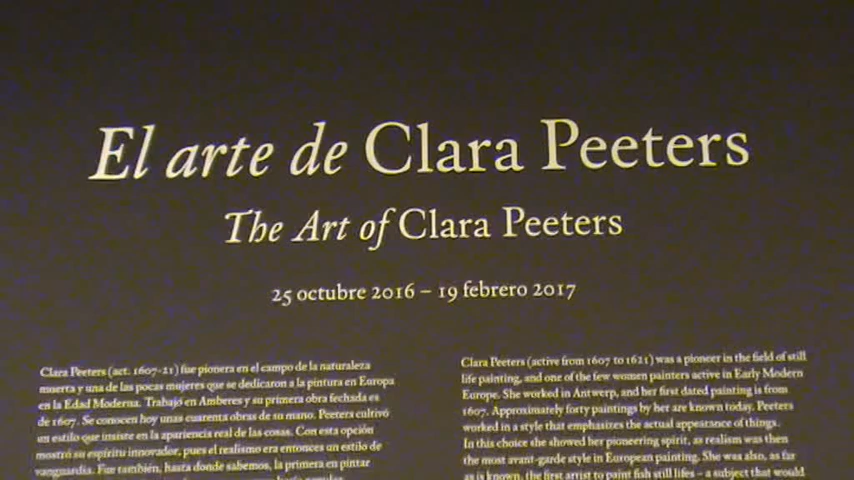 El arte de Clara Peeters
The Art of Clara Peeters
25 octubre 2016 – 19 febrero 2017
Clara Peeters (act. 1607-21) fue pionera en el campo de la naturaleza
muerta y una de las pocas mujeres que se dedicaron a la pintura en Europa
en la Edad Moderna. Trabajó en Amberes y su primera obra fechada es
de 1607. Se conocen hoy unas cuarenta obras de su mano. Peeters cultivó
un estilo que insiste en la apariencia real de las cosas. Con esta opción
mostró su espíritu innovador, pues el realismo era entonces un estilo de
vanguardia. Fue también, hasta donde sabemos, la primera en pintar
Clara Peeters (active from 1607 to 1621) was a pioneer in the field of still
life painting, and one of the few women painters active in Early Modern
Europe. She worked in Antwerp, and her first dated painting is from
1607. Approximately forty paintings by her are known today. Peeters
worked in a style that emphasizes the actual appearance of things.
In this choice she showed her pioneering spirit, as realism was then
the most avant-garde style in European painting. She was also, as far
as is known, the first artist to paint fish still lifes – a subject that would